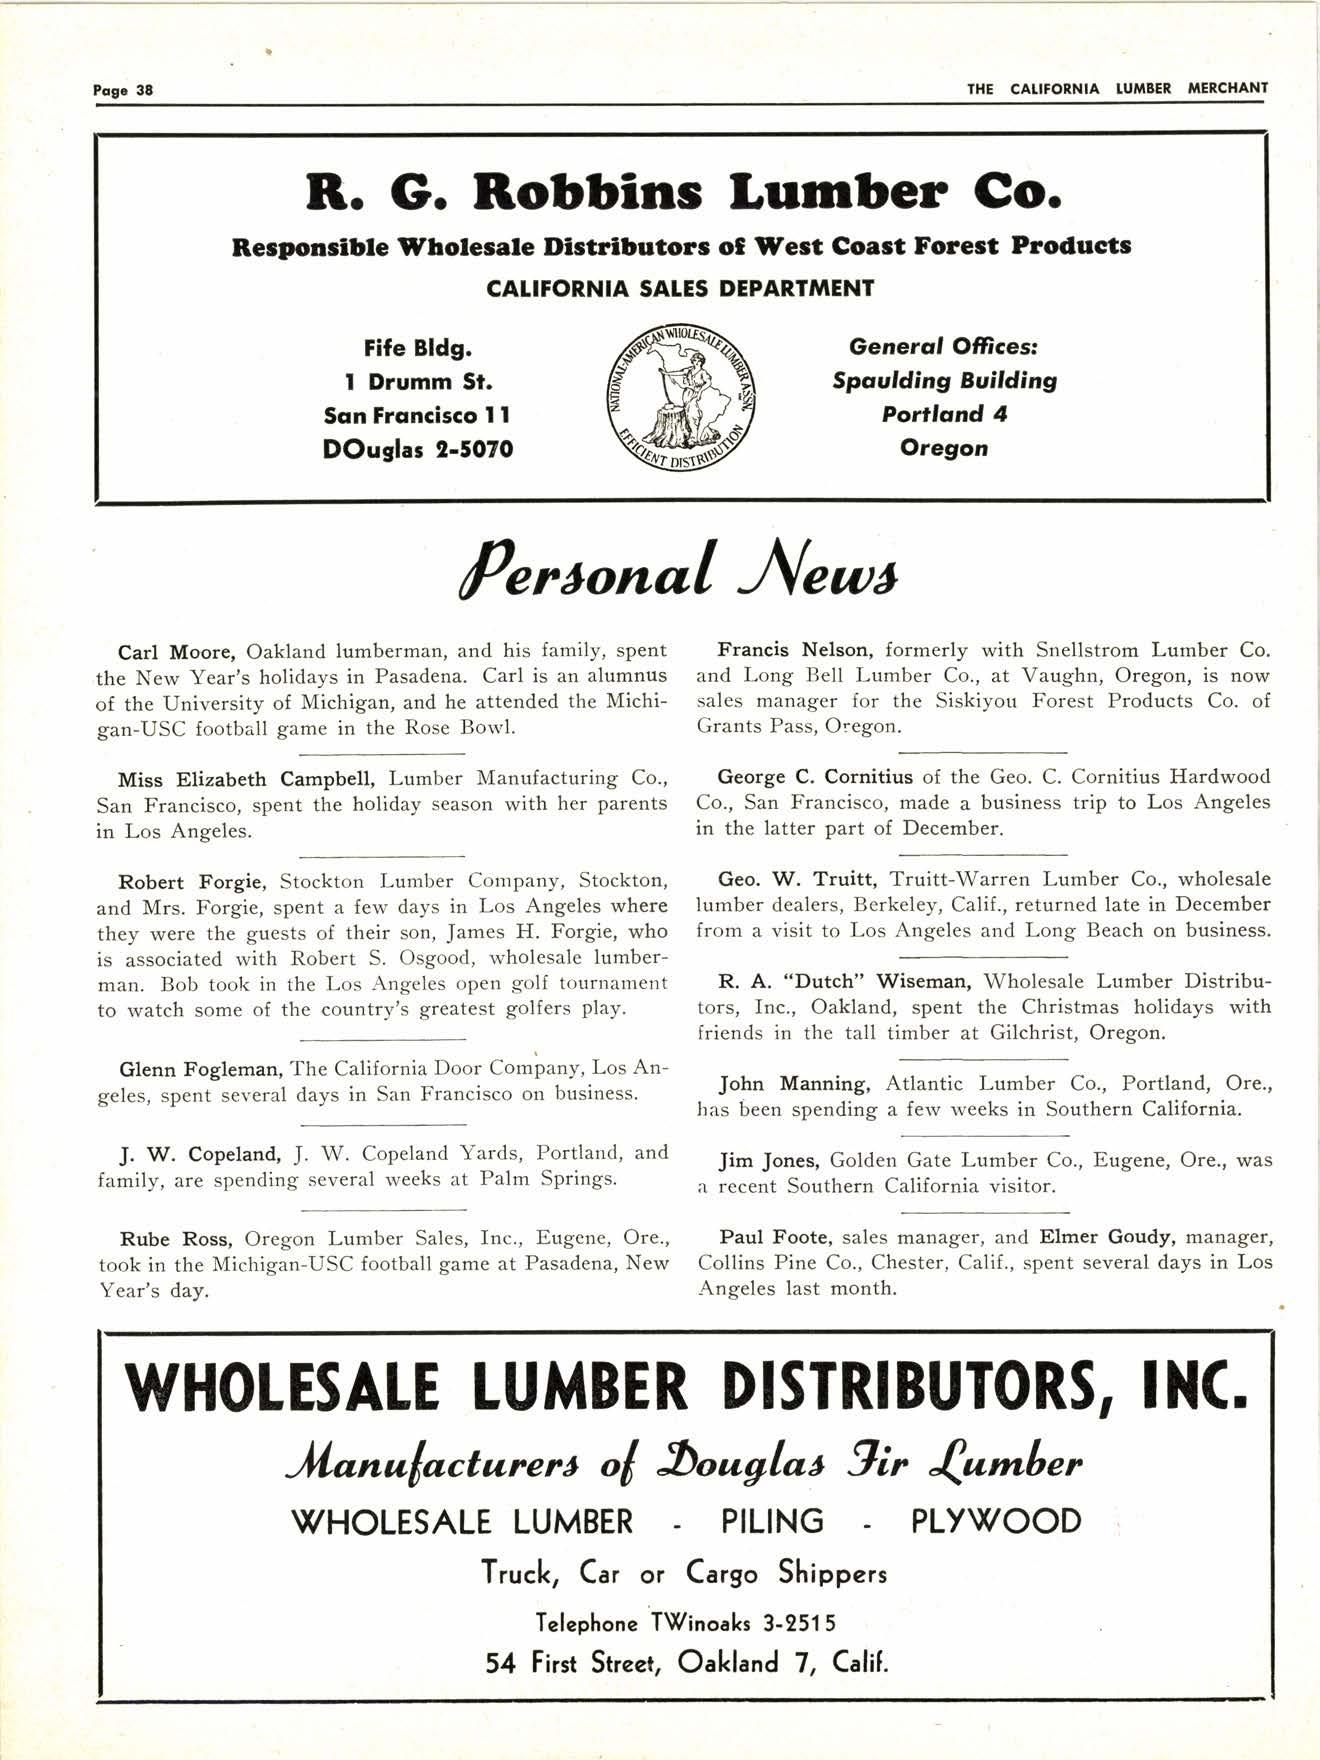 Page 38
THE CALIFORNIA LUMBER MERCHANT
R. G. Robbins Lumber Co.
Responsible Wholesale Distributors of West Coast Forest Products
CALIFORNIA SALES DEPARTMENT
Fife Bldg.
1 Drumm St.
San Francisco 11
DOuglas 2-5070
NATIONAL-AMERICAN WHOLESALE LUMBER ASSN.
EFFICIENT DISTRIBUTION
General Offices:
Spaulding Building
Portland 4
Oregon
Personal News
Carl Moore, Oakland lumberman, and his family, spent
the New Year's holidays in Pasadena. Carl is an alumnus
of the University of Michigan, and he attended the Michi-
gan-USC football game in the Rose Bowl.
Miss Elizabeth Campbell, Lumber Manufacturing Co.,
San Francisco, spent the holiday season with her parents
in Los Angeles.
Robert Forgie, Stockton Lumber Company, Stockton,
and Mrs. Forgie, spent a few days in Los Angeles where
they were the guests of their son, James H. Forgie, who
is associated with Robert S. Osgood, wholesale lumber-
man. Bob took in the Los Angeles open golf tournament
to watch some of the country's greatest golfers play.
Glenn Fogleman, The California Door Company, Los An-
geles, spent several days in San Francisco on business.
J. W. Copeland, J. W. Copeland Yards, Portland, and
family, are spending several weeks at Palm Springs.
Rube Ross, Oregon Lumber Sales, Inc., Eugene, Ore.,
took in the Michigan-USC football game at Pasadena, New
Year's day.
Francis Nelson, formerly with Snellstrom Lumber Co.
and Long Bell Lumber Co., at Vaughn, Oregon, is now
sales manager for the Siskiyou Forest Products Co. of
Grants Pass, Oregon.
George C. Cornitius of the Geo. C. Cornitius Hardwood
Co., San Francisco, made a business trip to Los Angeles
in the latter part of December.
Geo. W. Truitt, Truitt-Warren Lumber Co., wholesale
lumber dealers, Berkeley, Calif., returned late in December
from a visit to Los Angeles and Long Beach on business.
R. A. "Dutch" Wiseman, Wholesale Lumber Distribu-
tors, Inc., Oakland, spent the Christmas holidays with
friends in the tall timber at Gilchrist, Oregon.
John Manning, Atlantic Lumber Co., Portland, Ore.,
has been spending a few weeks in Southern California.
Jim Jones, Golden Gate Lumber Co., Eugene, Ore., was
a recent Southern California visitor.
Paul Foote, sales manager, and Elmer Goudy, manager,
Collins Pine Co., Chester, Calif., spent several days in Los
Angeles last month.
WHOLESALE LUMBER DISTRIBUTORS, INC.
Manufacturers of Douglas Fir Lumber
WHOLESALE LUMBER - PILING - PLYWOOD
Truck, Car or Cargo Shippers
Telephone TWinoaks 3-2515
54 First Street, Oakland 7, Calif.